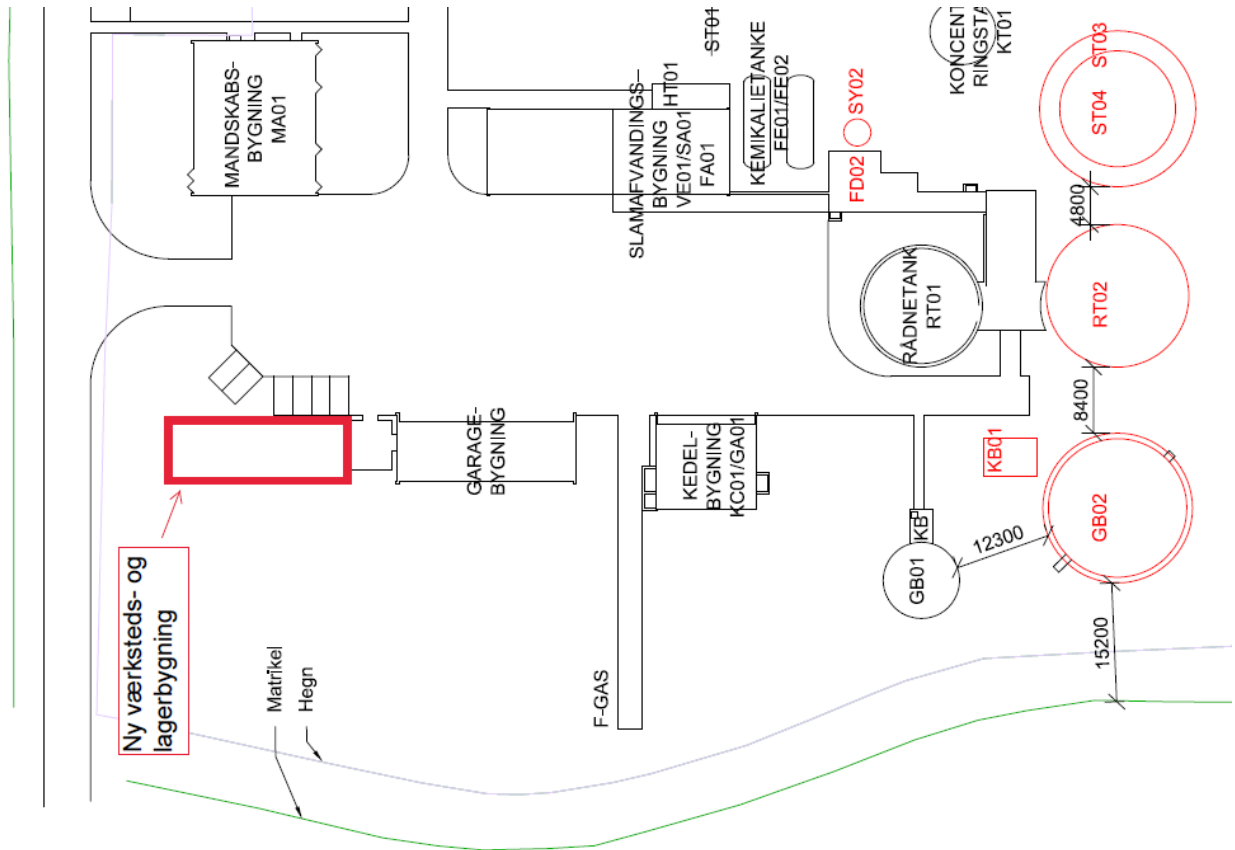 MANDSKABS-
BYGNING
MA01
SLAMAFVANDINGS-
BYGNING
VE01/SA01
FA01
HT01
ST01
KEMIKALIETANKE
FF01/FE02
SY02
FD02
KONCENT
RINGSTA
KT01
ST03
ST04
4800
RÅDNETANK
RT01
RT02
8400
GARAGE-
BYGNING
KEDEL-
BYGNING
KC01/GA01
KB01
KB
GB01
12300
GB02
15200
Ny værksteds- og
lagerbygning
Matrikel
Hegn
F-GAS